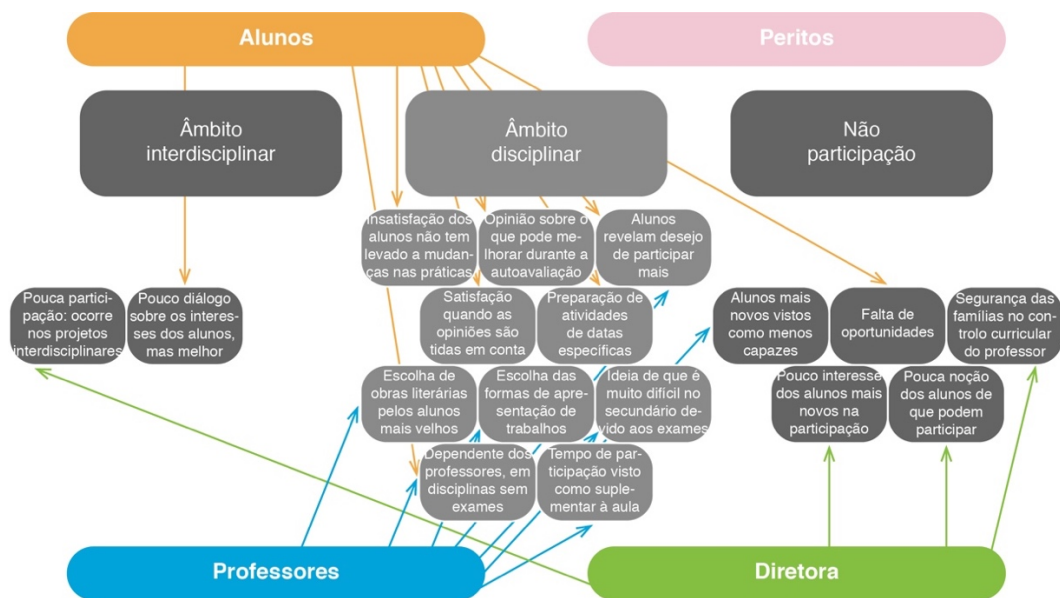 Alunos
Peritos
Âmbito
interdisciplinar
Âmbito
disciplinar
Não
participação
Insatisfação dos
alunos não tem
levado a mudan-
ças nas práticas
Opinião sobre o
que pode me-
lhorar durante a
autoavaliação
Alunos
revelam desejo
de participar
mais
Pouca partici-
pação: ocorre
nos projetos
interdisciplinares
Pouco diálogo
sobre os interes-
ses dos alunos,
mas melhor
Satisfação
quando as
opiniões são
tidas em conta
Preparação de
atividades
de datas
específicas
Alunos mais
novos vistos
como menos
capazes
Falta de
oportunidades
Segurança das
famílias no con-
trolo curricular
do professor
Escolha de
obras literárias
pelos alunos
mais velhos
Escolha das
formas de apre-
sentação de
trabalhos
Ideia de que é
muito difícil no
secundário de-
vido aos exames
Pouco interesse
dos alunos mais
novos na
participação
Pouca noção
dos alunos de
que podem
participar
Dependente dos
professores, em
disciplinas sem
exames
Tempo de par-
ticipação visto
como suple-
mentar à aula
Professores
Diretora